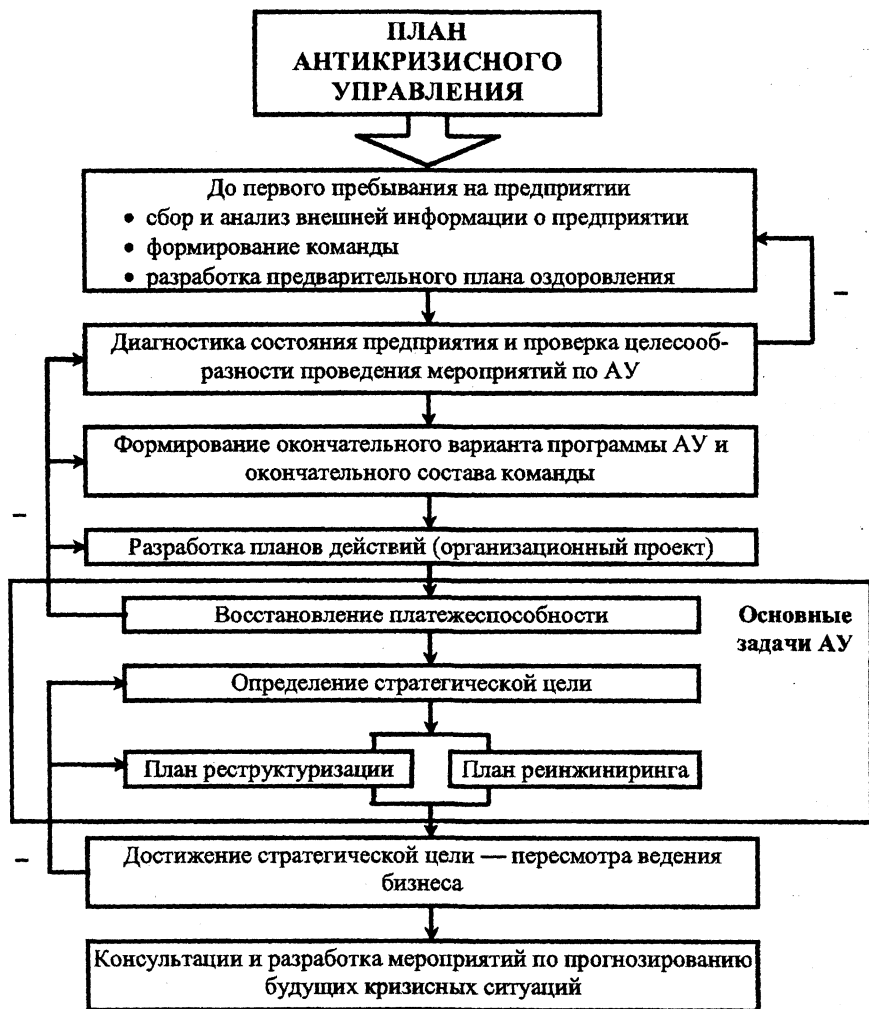 ПЛАН
АНТИКРИЗИСНОГО
УПРАВЛЕНИЯ
До первого пребывания на предприятии
• сбор и анализ внешней информации о предприятии
• формирование команды
• разработка предварительного плана оздоровления
–
Диагностика состояния предприятия и проверка целесооб-
разности проведения мероприятий по АУ
Формирование окончательного варианта программы АУ и
окончательного состава команды
–
Разработка планов действий (организационный проект)
Восстановление платежеспособности
Основные
задачи АУ
Определение стратегической цели
План реструктуризации
План реинжиниринга
–
Достижение стратегической цели — пересмотра ведения
бизнеса
Консультации и разработка мероприятий по прогнозированию
будущих кризисных ситуаций